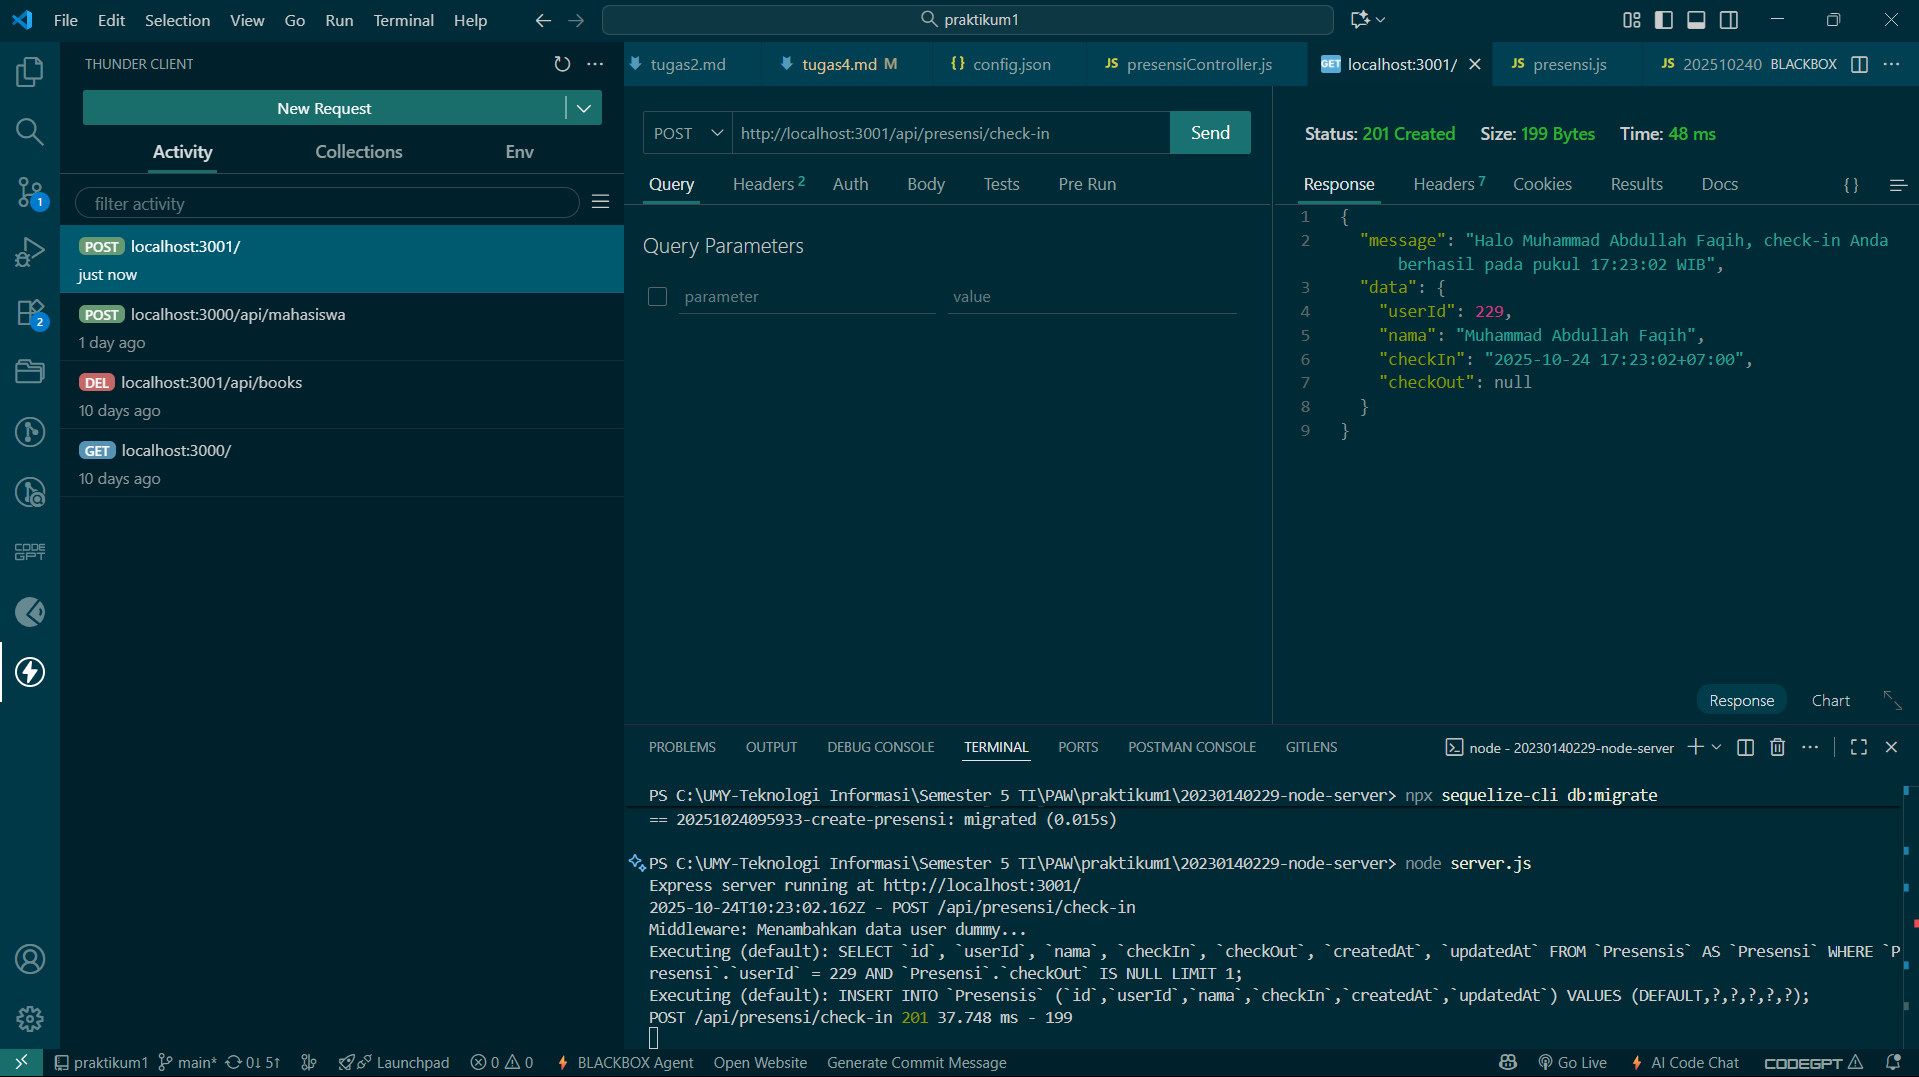 File Edit Selection View Go Run Terminal Help
praktikum1
THUNDER CLIENT
New Request
Activity Collections Env
filter activity
POST localhost:3001/
just now
POST localhost:3000/api/mahasiswa
1 day ago
DEL localhost:3001/api/books
10 days ago
GET localhost:3000/
10 days ago
1
2
CODE GPT
tugas2.md
tugas4.md M
{} config.json
JS presensiController.js
GET localhost:3001/
JS presensi.js
JS 202510240
BLACKBOX
POST http://localhost:3001/api/presensi/check-in Send
Query Headers 2 Auth Body Tests Pre Run
Query Parameters
parameter value
Status: 201 Created Size: 199 Bytes Time: 48 ms
Response Headers 7 Cookies Results Docs {}
1 {
2 "message": "Halo Muhammad Abdullah Faqih, check-in Anda
berhasil pada pukul 17:23:02 WIB",
3 "data": {
4 "userId": 229,
5 "nama": "Muhammad Abdullah Faqih",
6 "checkIn": "2025-10-24 17:23:02+07:00",
7 "checkOut": null
8 }
9 }
Response Chart
PROBLEMS OUTPUT DEBUG CONSOLE TERMINAL PORTS POSTMAN CONSOLE GITLENS
node - 20230140229-node-server
PS C:\UMY-Teknologi Informasi\Semester 5 TI\PAW\praktikum1\20230140229-node-server> npx sequelize-cli db:migrate
== 20251024095933-create-presensi: migrated (0.015s)
PS C:\UMY-Teknologi Informasi\Semester 5 TI\PAW\praktikum1\20230140229-node-server> node server.js
Express server running at http://localhost:3001/
2025-10-24T10:23:02.162Z - POST /api/presensi/check-in
Middleware: Menambahkan data user dummy...
Executing (default): SELECT `id`, `userId`, `nama`, `checkIn`, `checkOut`, `createdAt`, `updatedAt` FROM `Presensis` AS `Presensi` WHERE `P
resensi`.`userId` = 229 AND `Presensi`.`checkOut` IS NULL LIMIT 1;
Executing (default): INSERT INTO `Presensis` (`id`,`userId`,`nama`,`checkIn`,`createdAt`,`updatedAt`) VALUES (DEFAULT,?,?,?,?,?);
POST /api/presensi/check-in 201 37.748 ms - 199
praktikum1 main* 0↓ 5↑ Launchpad 0 0 BLACKBOX Agent Open Website Generate Commit Message Go Live AI Code Chat CODEGPT